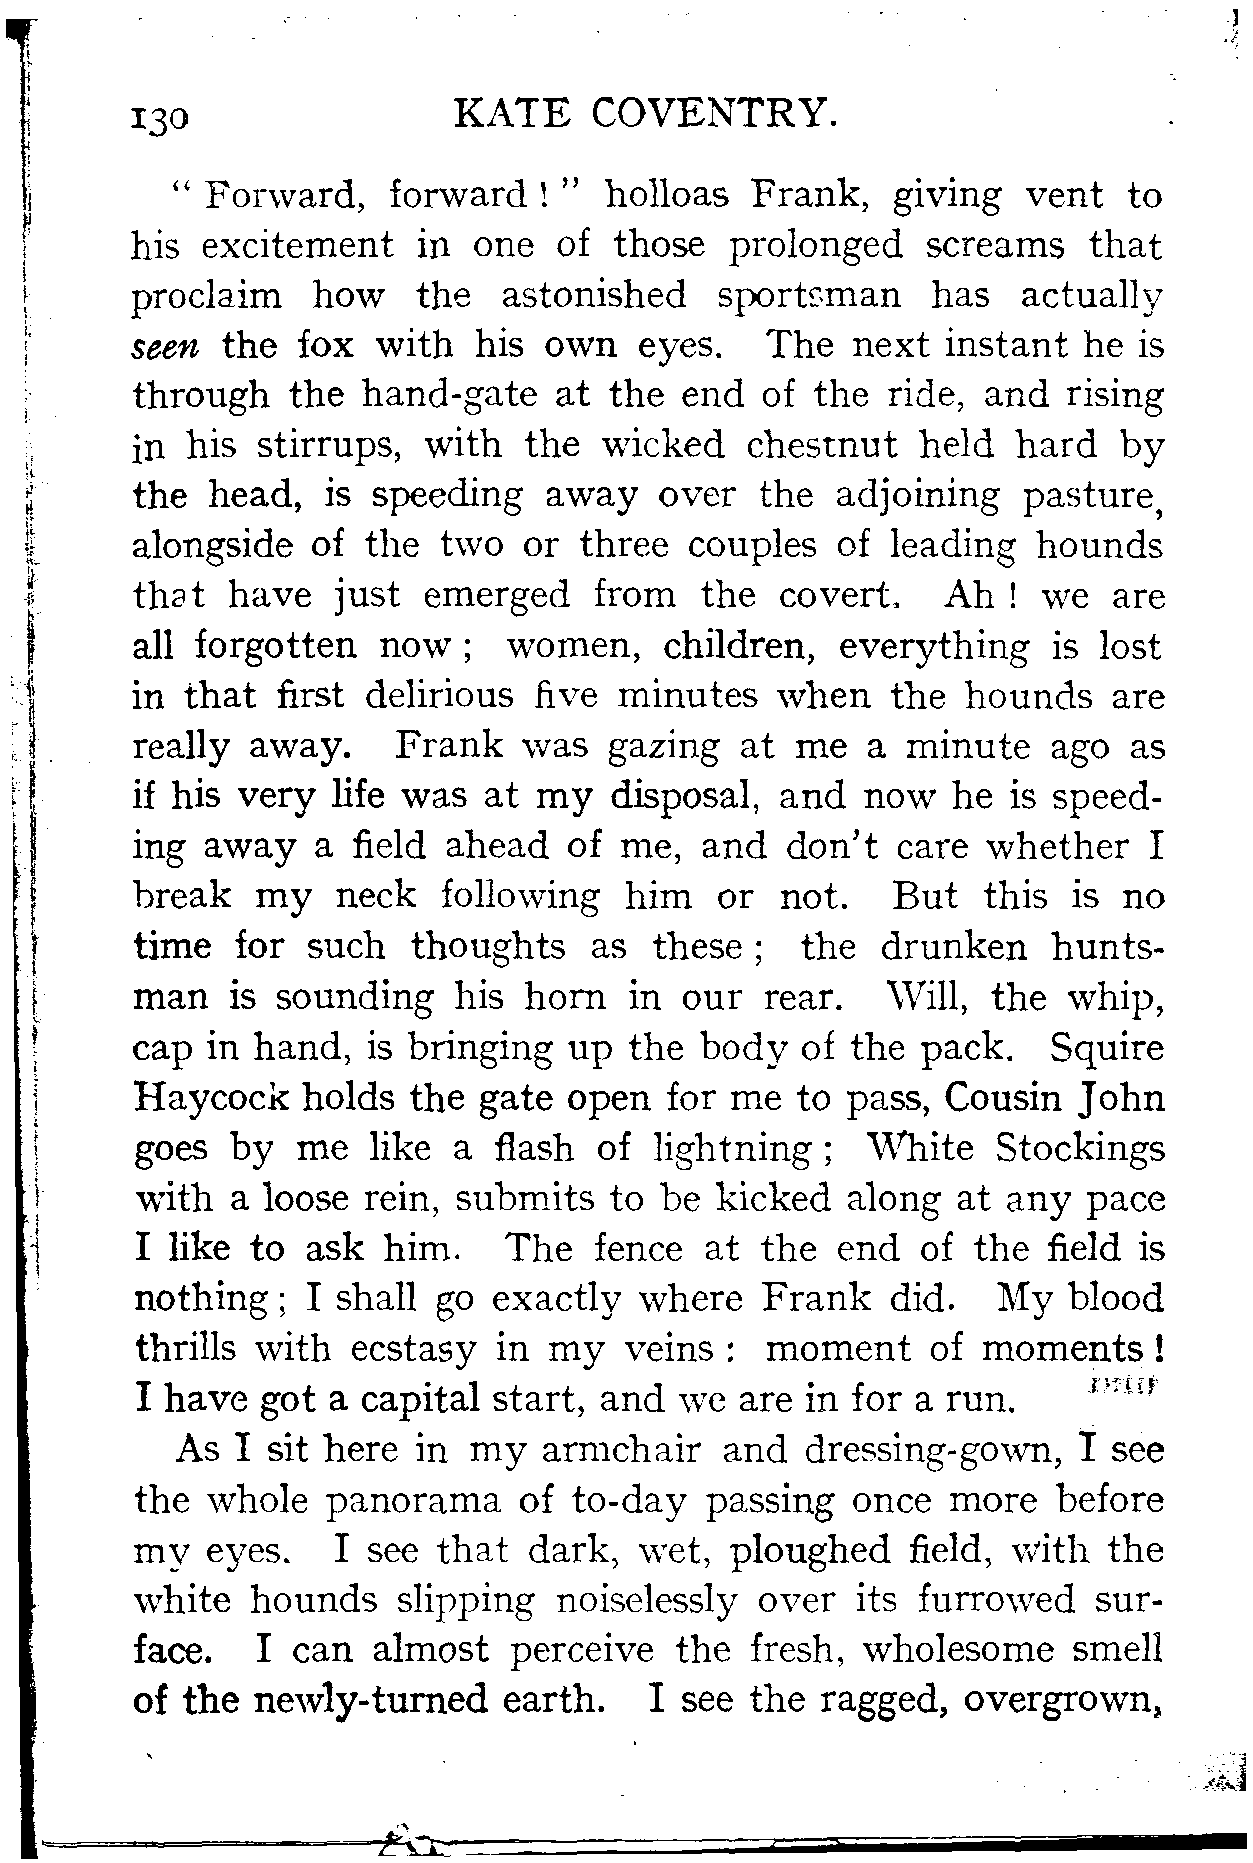 130 KATE COVENTRY.
“ Forward, forward ! ” holloas Frank, giving vent to
his excitement in one of those prolonged screams that
proclaim how the astonished sportsman has actually
seen the fox with his own eyes. The next instant he is
through the hand-gate at the end of the ride, and rising
in his stirrups, with the wicked chestnut held hard by
the head, is speeding away over the adjoining pasture,
alongside of the two or three couples of leading hounds
that have just emerged from the covert. Ah ! we are
all forgotten now ; women, children, everything is lost
in that first delirious five minutes when the hounds are
really away. Frank was gazing at me a minute ago as
if his very life was at my disposal, and now he is speed-
ing away a field ahead of me, and don't care whether I
break my neck following him or not. But this is no
time for such thoughts as these ; the drunken hunts-
man is sounding his horn in our rear. Will, the whip,
cap in hand, is bringing up the body of the pack. Squire
Haycock holds the gate open for me to pass, Cousin John
goes by me like a flash of lightning ; White Stockings
with a loose rein, submits to be kicked along at any pace
I like to ask him. The fence at the end of the field is
nothing ; I shall go exactly where Frank did. My blood
thrills with ecstasy in my veins : moment of moments !
I have got a capital start, and we are in for a run.
As I sit here in my armchair and dressing-gown, I see
the whole panorama of to-day passing once more before
my eyes. I see that dark, wet, ploughed field, with the
white hounds slipping noiselessly over its furrowed sur-
face. I can almost perceive the fresh, wholesome smell
of the newly-turned earth. I see the ragged, overgrown,